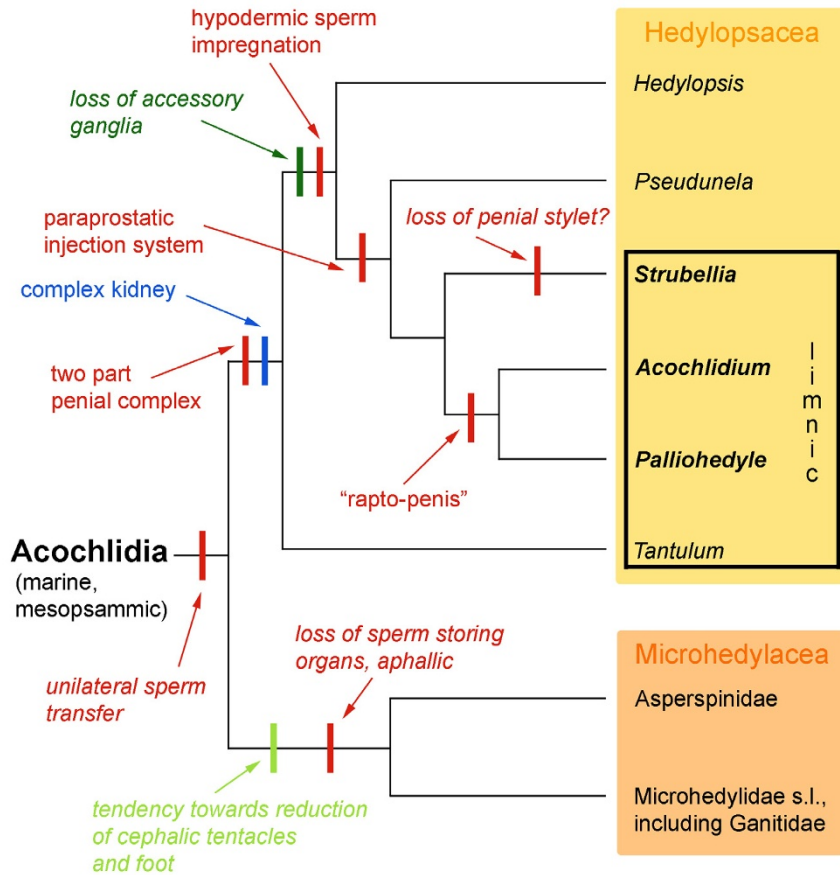 hypodermic sperm
impregnation
loss of accessory
ganglia
paraprostatic
injection system
complex kidney
two part
penial complex
loss of penial stylet?
"rapto-penis"
Acochlidia
(marine,
mesopsammic)
unilateral sperm
transfer
loss of sperm storing
organs, aphallic
tendency towards reduction
of cephalic tentacles
and foot
Hedylopsacea
Hedylopsis
Pseudunela
Strubellia
Acochlidium
Palliohedyle
Tantulum
limnic
Microhedylacea
Asperspinidae
Microhedylidae s.l.,
including Ganitidae